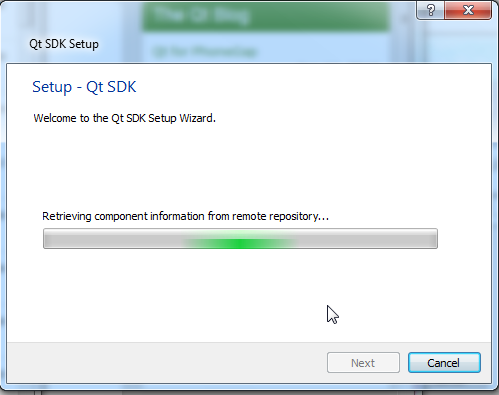 The Qt Blog
Qt for PhoneGap
Qt SDK Setup
Setup - Qt SDK
Welcome to the Qt SDK Setup Wizard.
Retrieving component information from remote repository...
Next
Cancel